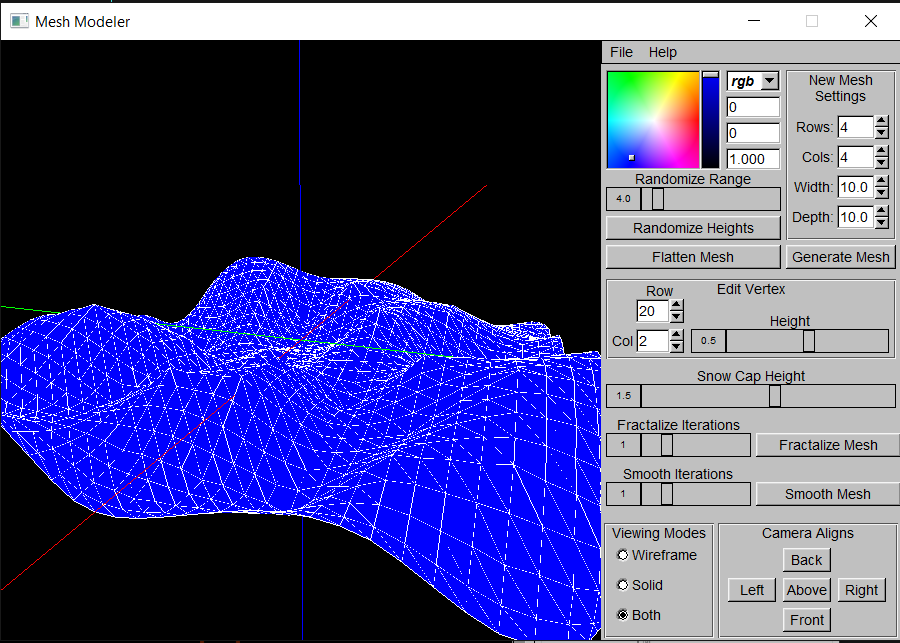 Mesh Modeler
File Help
rgb
0
0
1.000
New Mesh
Settings
Rows: 4
Cols: 4
Width: 10.0
Depth: 10.0
Randomize Range
4.0
Randomize Heights
Flatten Mesh
Generate Mesh
Edit Vertex
Row
20
Col 2
Height
0.5
Snow Cap Height
1.5
Fractalize Iterations
1
Fractalize Mesh
Smooth Iterations
1
Smooth Mesh
Viewing Modes
Wireframe
Solid
Both
Camera Aligns
Back
Left Above Right
Front